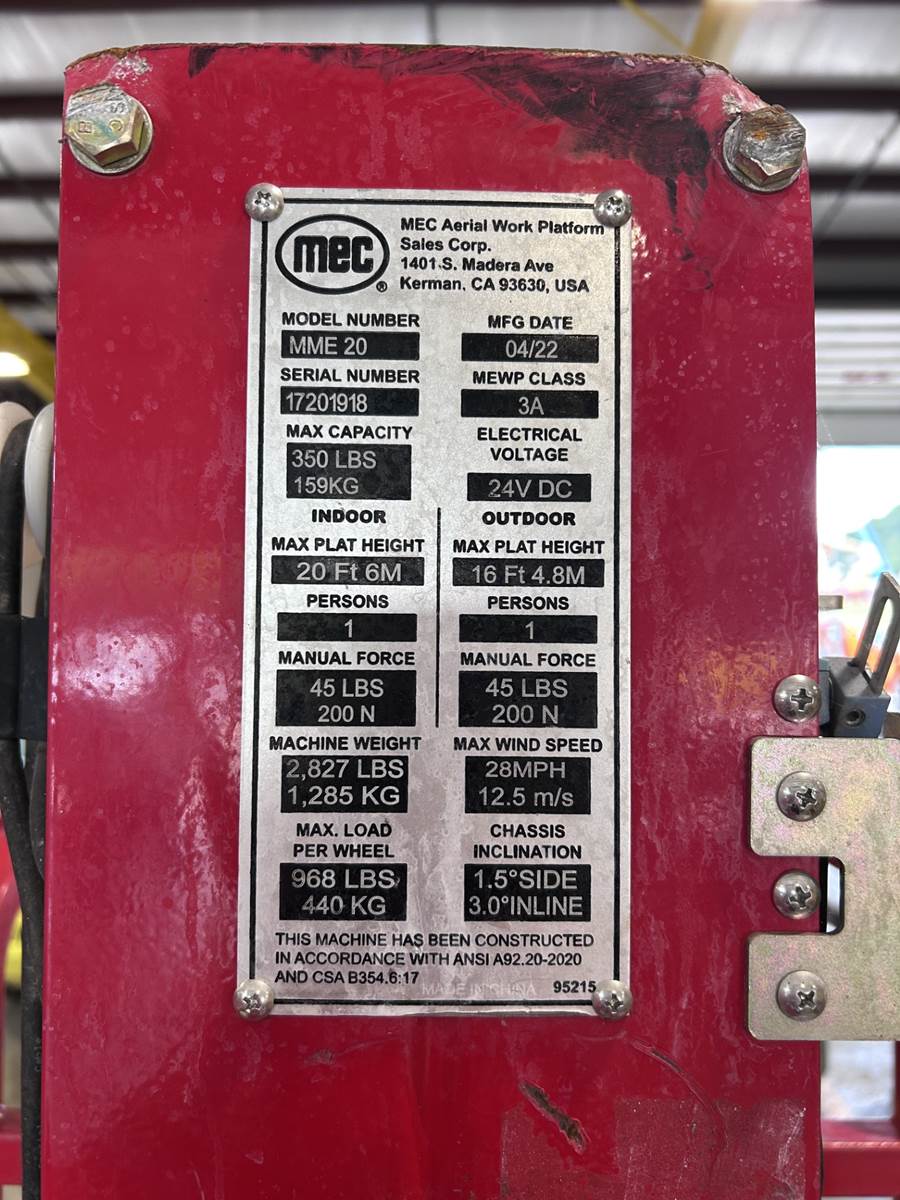 mec
®
MEC Aerial Work Platform
Sales Corp.
1401 S. Madera Ave
Kerman, CA 93630, USA
MODEL NUMBER
MME 20
MFG DATE
04/22
SERIAL NUMBER
17201918
MEWP CLASS
3A
MAX CAPACITY
350 LBS
159KG
ELECTRICAL
VOLTAGE
24V DC
INDOOR
OUTDOOR
MAX PLAT HEIGHT
20 Ft 6M
MAX PLAT HEIGHT
16 Ft 4.8M
PERSONS
1
PERSONS
1
MANUAL FORCE
45 LBS
200 N
MANUAL FORCE
45 LBS
200 N
MACHINE WEIGHT
2,827 LBS
1,285 KG
MAX WIND SPEED
28MPH
12.5 m/s
MAX. LOAD
PER WHEEL
968 LBS
440 KG
CHASSIS
INCLINATION
1.5°SIDE
3.0°INLINE
THIS MACHINE HAS BEEN CONSTRUCTED
IN ACCORDANCE WITH ANSI A92.20-2020
AND CSA B354.6:17
MADE IN CHINA
95215